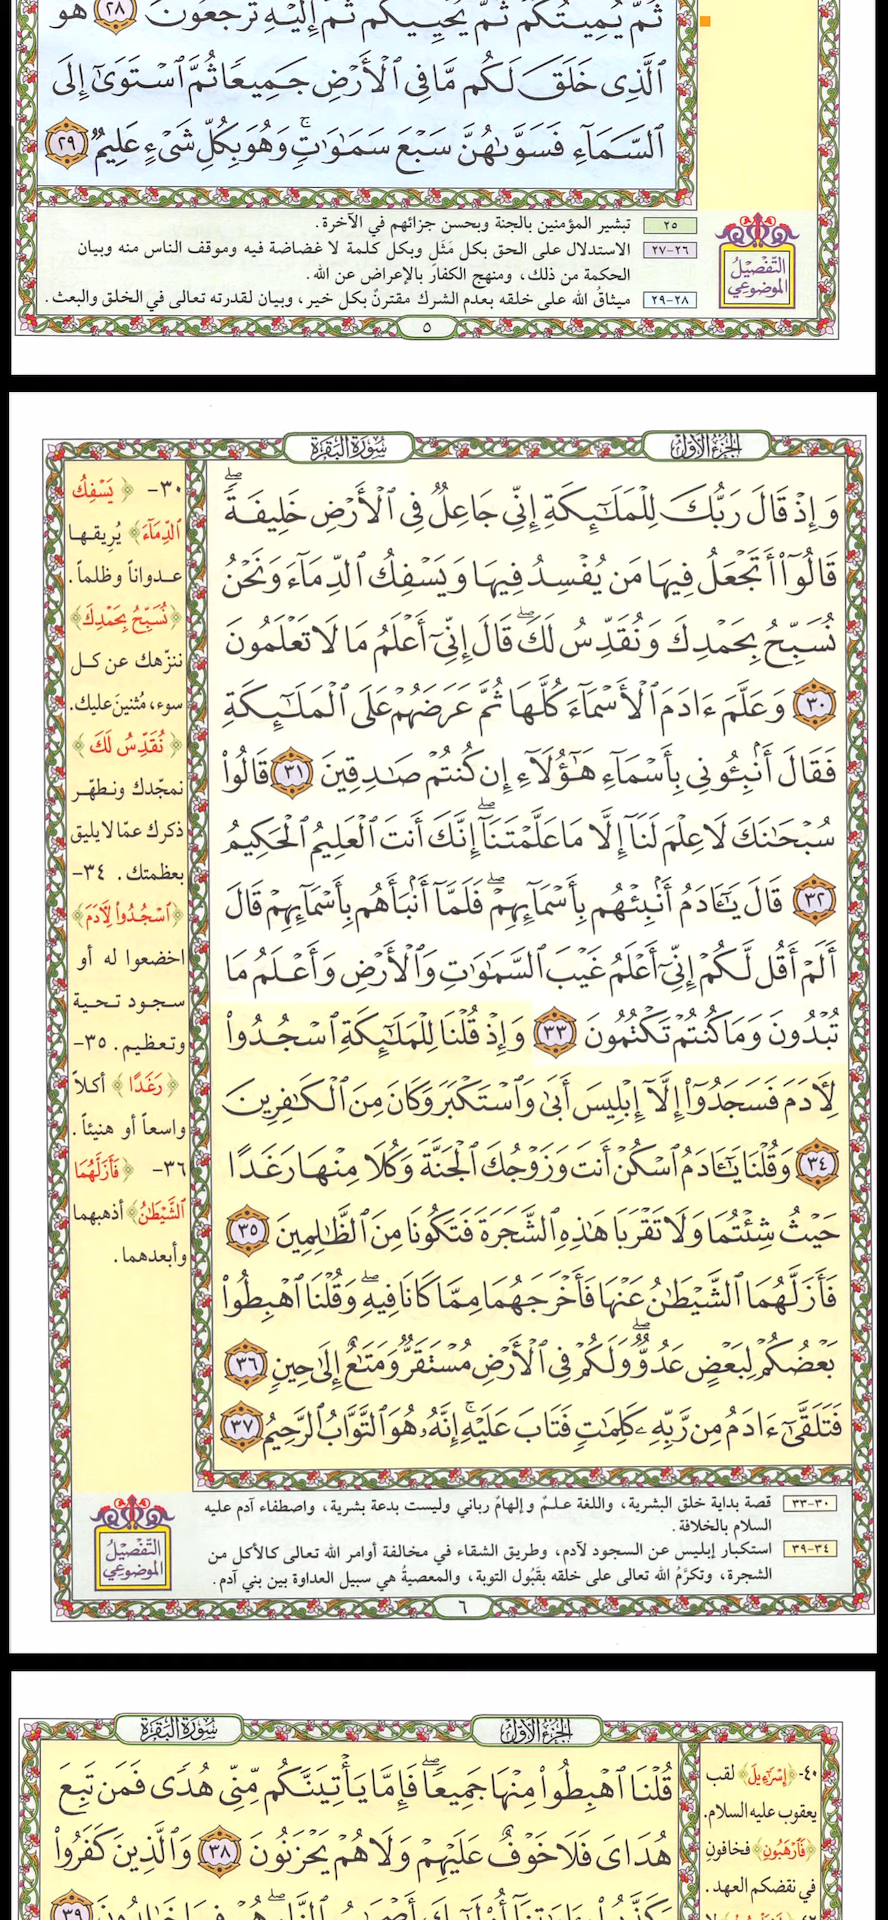 ثُمَّ يُمِيتُكُمْ ثُمَّ يُحْيِيكُمْ ثُمَّ إِلَيْهِ تُرْجَعُونَ ٢٨ هُوَ
ٱلَّذِى خَلَقَ لَكُم مَّا فِى ٱلْأَرْضِ جَمِيعًا ثُمَّ ٱسْتَوَىٰٓ إِلَى
ٱلسَّمَآءِ فَسَوَّىٰهُنَّ سَبْعَ سَمَٰوَٰتٍۚ وَهُوَ بِكُلِّ شَىْءٍ عَلِيمٌ ٢٩
التَّفصِيْلُ الموضوعي
٢٥ تبشير المؤمنين بالجنة وبحسن جزائهم في الآخرة.
٢٦-٢٧ الاستدلال على الحق بكل مَثَلٍ وبكل كلمة لا غضاضة فيه وموقف الناس منه وبيان
الحكمة من ذلك، ومنهج الكفار بالإعراض عن الله.
٢٨-٢٩ ميثاقُ الله على خلقه بعدم الشرك مقترنٌ بكل خير، وبيان لقدرته تعالى في الخلق والبعث.
٥
الجزء الأول
سورة البقرة
وَإِذْ قَالَ رَبُّكَ لِلْمَلَٰٓئِكَةِ إِنِّى جَاعِلٌ فِى ٱلْأَرْضِ خَلِيفَةًۖ
قَالُوٓا۟ أَتَجْعَلُ فِيهَا مَن يُفْسِدُ فِيهَا وَيَسْفِكُ ٱلدِّمَآءَ وَنَحْنُ
نُسَبِّحُ بِحَمْدِكَ وَنُقَدِّسُ لَكَۖ قَالَ إِنِّىٓ أَعْلَمُ مَا لَا تَعْلَمُونَ
٣٠ وَعَلَّمَ ءَادَمَ ٱلْأَسْمَآءَ كُلَّهَا ثُمَّ عَرَضَهُمْ عَلَى ٱلْمَلَٰٓئِكَةِ
فَقَالَ أَنۢبِـُٔونِى بِأَسْمَآءِ هَٰٓؤُلَآءِ إِن كُنتُمْ صَٰدِقِينَ ٣١ قَالُوا۟
سُبْحَٰنَكَ لَا عِلْمَ لَنَآ إِلَّا مَا عَلَّمْتَنَآۖ إِنَّكَ أَنتَ ٱلْعَلِيمُ ٱلْحَكِيمُ
٣٢ قَالَ يَٰٓـَٔادَمُ أَنۢبِئْهُم بِأَسْمَآئِهِمْۖ فَلَمَّآ أَنۢبَأَهُم بِأَسْمَآئِهِمْ قَالَ
أَلَمْ أَقُل لَّكُمْ إِنِّىٓ أَعْلَمُ غَيْبَ ٱلسَّمَٰوَٰتِ وَٱلْأَرْضِ وَأَعْلَمُ مَا
تُبْدُونَ وَمَا كُنتُمْ تَكْتُمُونَ ٣٣ وَإِذْ قُلْنَا لِلْمَلَٰٓئِكَةِ ٱسْجُدُوا۟
لِـَٔادَمَ فَسَجَدُوٓا۟ إِلَّآ إِبْلِيسَ أَبَىٰ وَٱسْتَكْبَرَ وَكَانَ مِنَ ٱلْكَٰفِرِينَ
٣٤ وَقُلْنَا يَٰٓـَٔادَمُ ٱسْكُنْ أَنتَ وَزَوْجُكَ ٱلْجَنَّةَ وَكُلَا مِنْهَا رَغَدًا
حَيْثُ شِئْتُمَا وَلَا تَقْرَبَا هَٰذِهِ ٱلشَّجَرَةَ فَتَكُونَا مِنَ ٱلظَّٰلِمِينَ ٣٥
فَأَزَلَّهُمَا ٱلشَّيْطَٰنُ عَنْهَا فَأَخْرَجَهُمَا مِمَّا كَانَا فِيهِۖ وَقُلْنَا ٱهْبِطُوا۟
بَعْضُكُمْ لِبَعْضٍ عَدُوٌّۖ وَلَكُمْ فِى ٱلْأَرْضِ مُسْتَقَرٌّ وَمَتَٰعٌ إِلَىٰ حِينٍ ٣٦
فَتَلَقَّىٰٓ ءَادَمُ مِن رَّبِّهِۦ كَلِمَٰتٍ فَتَابَ عَلَيْهِۚ إِنَّهُۥ هُوَ ٱلتَّوَّابُ ٱلرَّحِيمُ ٣٧
٣٠- ﴿يَسْفِكُ
ٱلدِّمَآءَ﴾ يُريقها
عدواناً وظلماً.
﴿نُسَبِّحُ بِحَمْدِكَ﴾
ننزّهك عن كل
سوء، مُثنينَ عليك.
﴿نُقَدِّسُ لَكَ﴾
نمجّدك ونطهّر
ذكرك عمّا لا يليق
بعظمتك. ٣٤-
﴿ٱسْجُدُوا۟ لِـَٔادَمَ﴾
اخضعوا له أو
سجود تحية
وتعظيم. ٣٥-
﴿رَغَدًا﴾ أكلاً
واسعاً أو هنيئاً.
٣٦- ﴿فَأَزَلَّهُمَا
ٱلشَّيْطَٰنُ﴾ أذهبهما
وأبعدهما.
٣٠-٣٣ قصة بداية خلق البشرية، واللغة علمٌ وإلهامٌ رباني وليست بدعة بشرية، واصطفاء آدم عليه
السلام بالخلافة.
٣٤-٣٩ استكبار إبليس عن السجود لآدم، وطريق الشقاء في مخالفة أوامر الله تعالى كالأكل من
الشجرة، وتكرّمُ الله تعالى على خلقه بقَبُول التوبة، والمعصيةُ هي سبيل العداوة بين بني آدم.
التَّفصِيْلُ الموضوعي
٦
الجزء الأول
سورة البقرة
قُلْنَا ٱهْبِطُوا۟ مِنْهَا جَمِيعًاۖ فَإِمَّا يَأْتِيَنَّكُم مِّنِّى هُدًى فَمَن تَبِعَ
هُدَاىَ فَلَا خَوْفٌ عَلَيْهِمْ وَلَا هُمْ يَحْزَنُونَ ٣٨ وَٱلَّذِينَ كَفَرُوا۟
٣٩
٤٠- ﴿إِسْرَٰٓءِيلَ﴾ لقب
يعقوب عليه السلام.
﴿فَٱرْهَبُونِ﴾ فخافونِ
في نقضكم العهد.